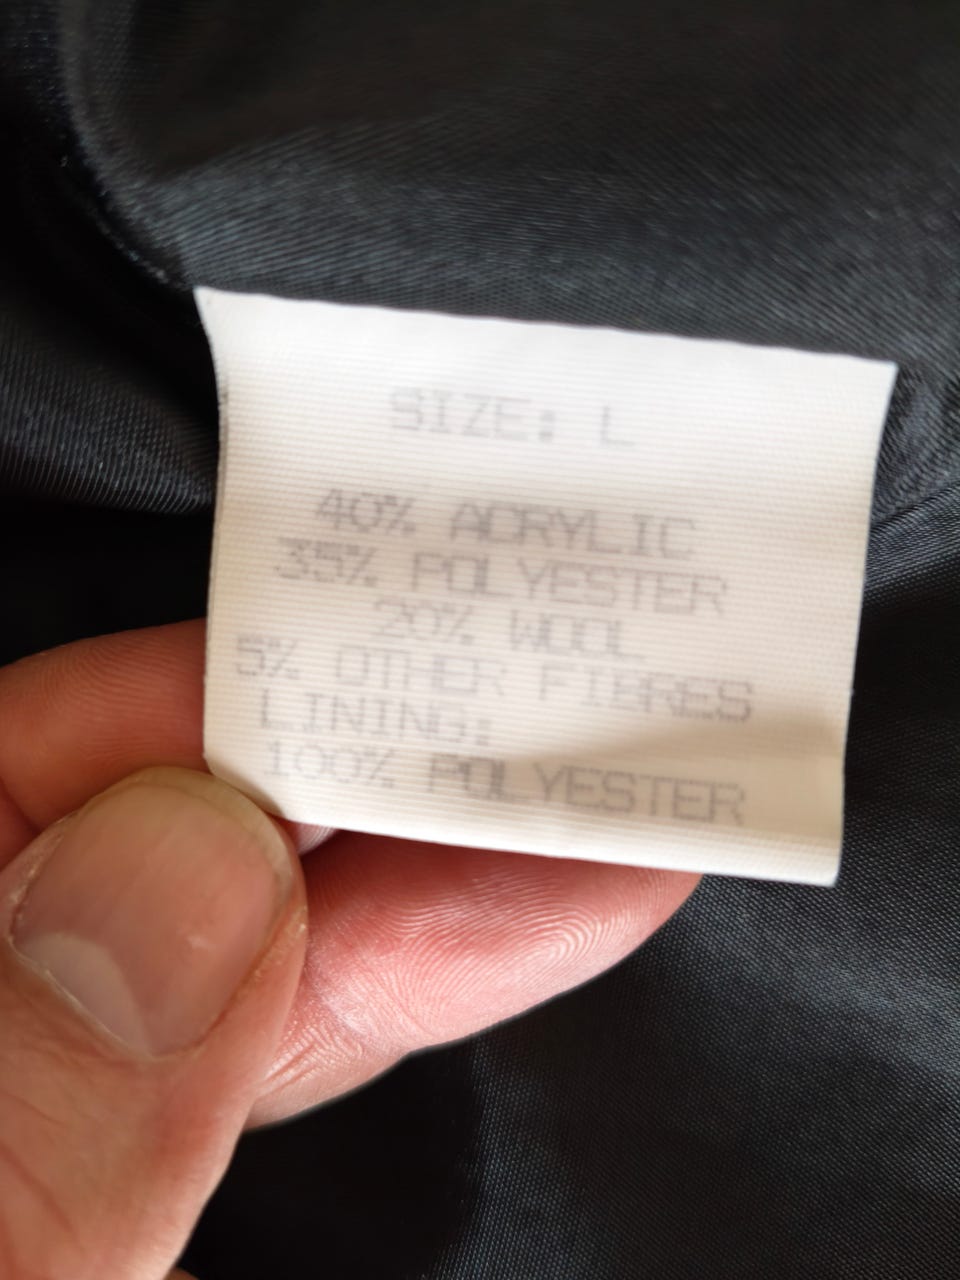 SIZE: L
40% ACRYLIC
35% POLYESTER
20% WOOL
5% OTHER FIBRES
LINING:
100% POLYESTER